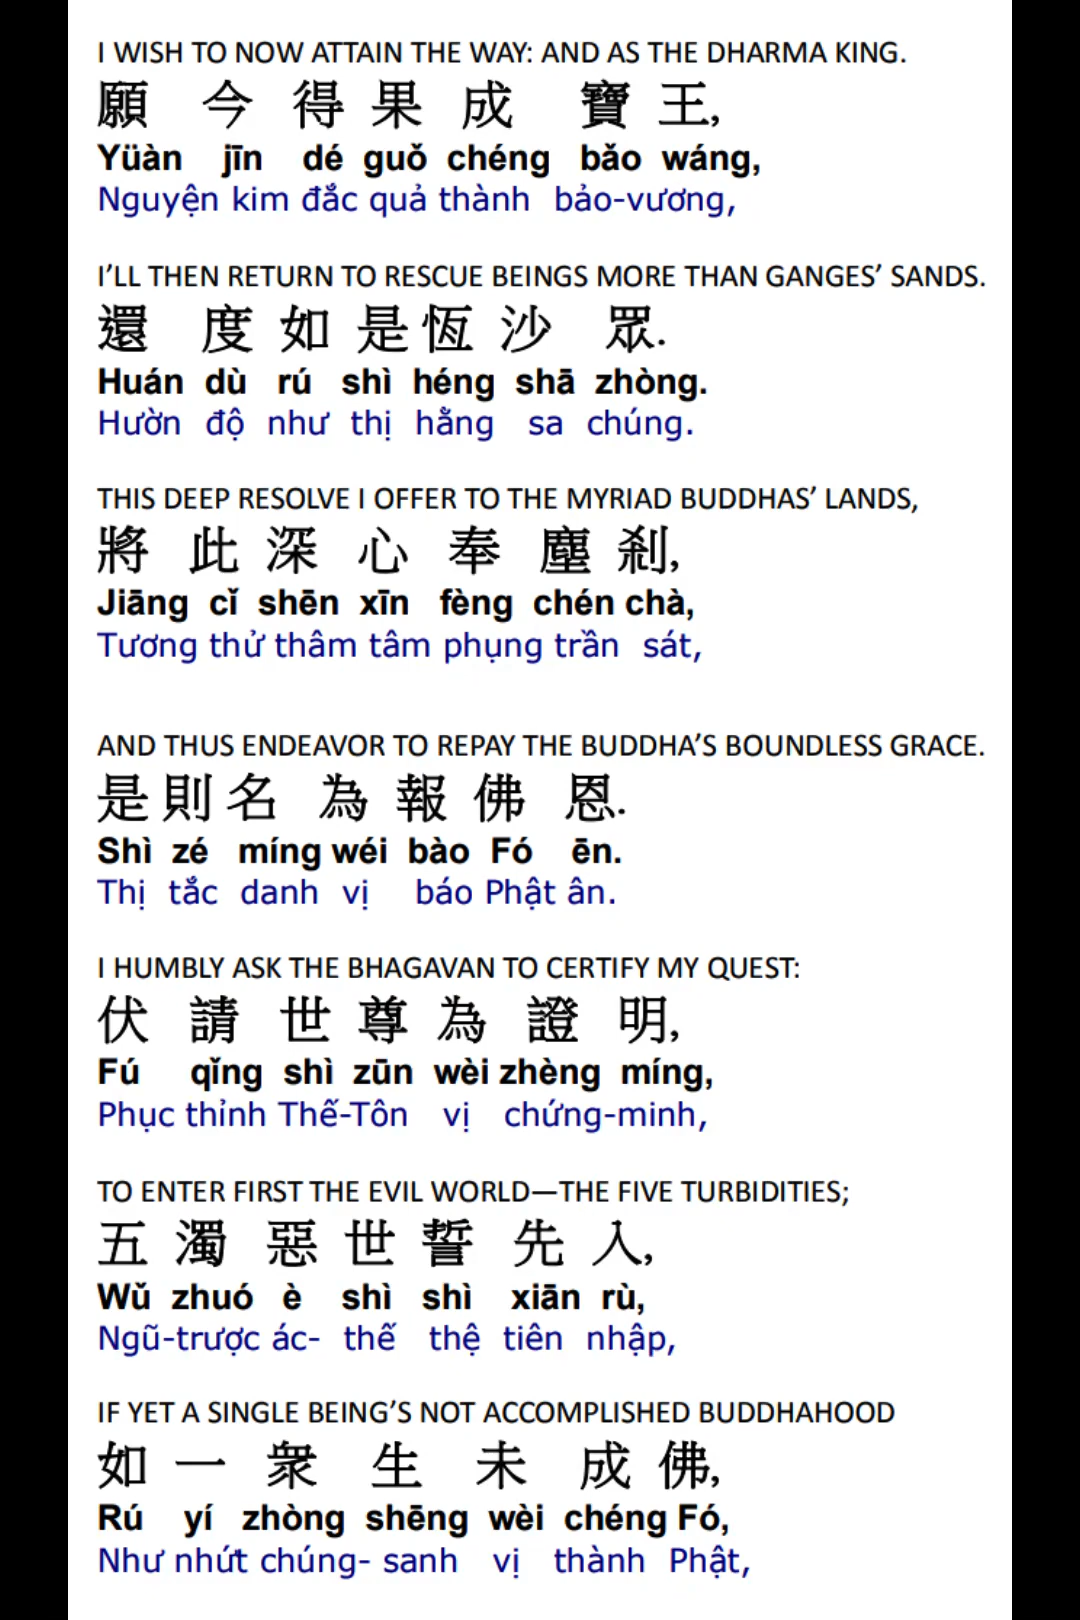 I WISH TO NOW ATTAIN THE WAY: AND AS THE DHARMA KING.
願 今 得 果 成 寶 王,
Yüàn jīn dé guǒ chéng bǎo wáng,
Nguyện kim đắc quả thành bảo-vương,
I’LL THEN RETURN TO RESCUE BEINGS MORE THAN GANGES’ SANDS.
還 度 如 是 恆 沙 眾.
Huán dù rú shì héng shā zhòng.
Hườn độ như thị hằng sa chúng.
THIS DEEP RESOLVE I OFFER TO THE MYRIAD BUDDHAS’ LANDS,
將 此 深 心 奉 塵 剎,
Jiāng cǐ shēn xīn fèng chén chà,
Tương thử thâm tâm phụng trần sát,
AND THUS ENDEAVOR TO REPAY THE BUDDHA’S BOUNDLESS GRACE.
是 則 名 為 報 佛 恩.
Shì zé míng wéi bào Fó ēn.
Thị tắc danh vị báo Phật ân.
I HUMBLY ASK THE BHAGAVAN TO CERTIFY MY QUEST:
伏 請 世 尊 為 證 明,
Fú qǐng shì zūn wèi zhèng míng,
Phục thỉnh Thế-Tôn vị chứng-minh,
TO ENTER FIRST THE EVIL WORLD—THE FIVE TURBIDITIES;
五 濁 惡 世 誓 先 入,
Wǔ zhuó è shì shì xiān rù,
Ngũ-trược ác- thế thệ tiên nhập,
IF YET A SINGLE BEING’S NOT ACCOMPLISHED BUDDHAHOOD
如 一 衆 生 未 成 佛,
Rú yí zhòng shēng wèi chéng Fó,
Như nhứt chúng- sanh vị thành Phật,